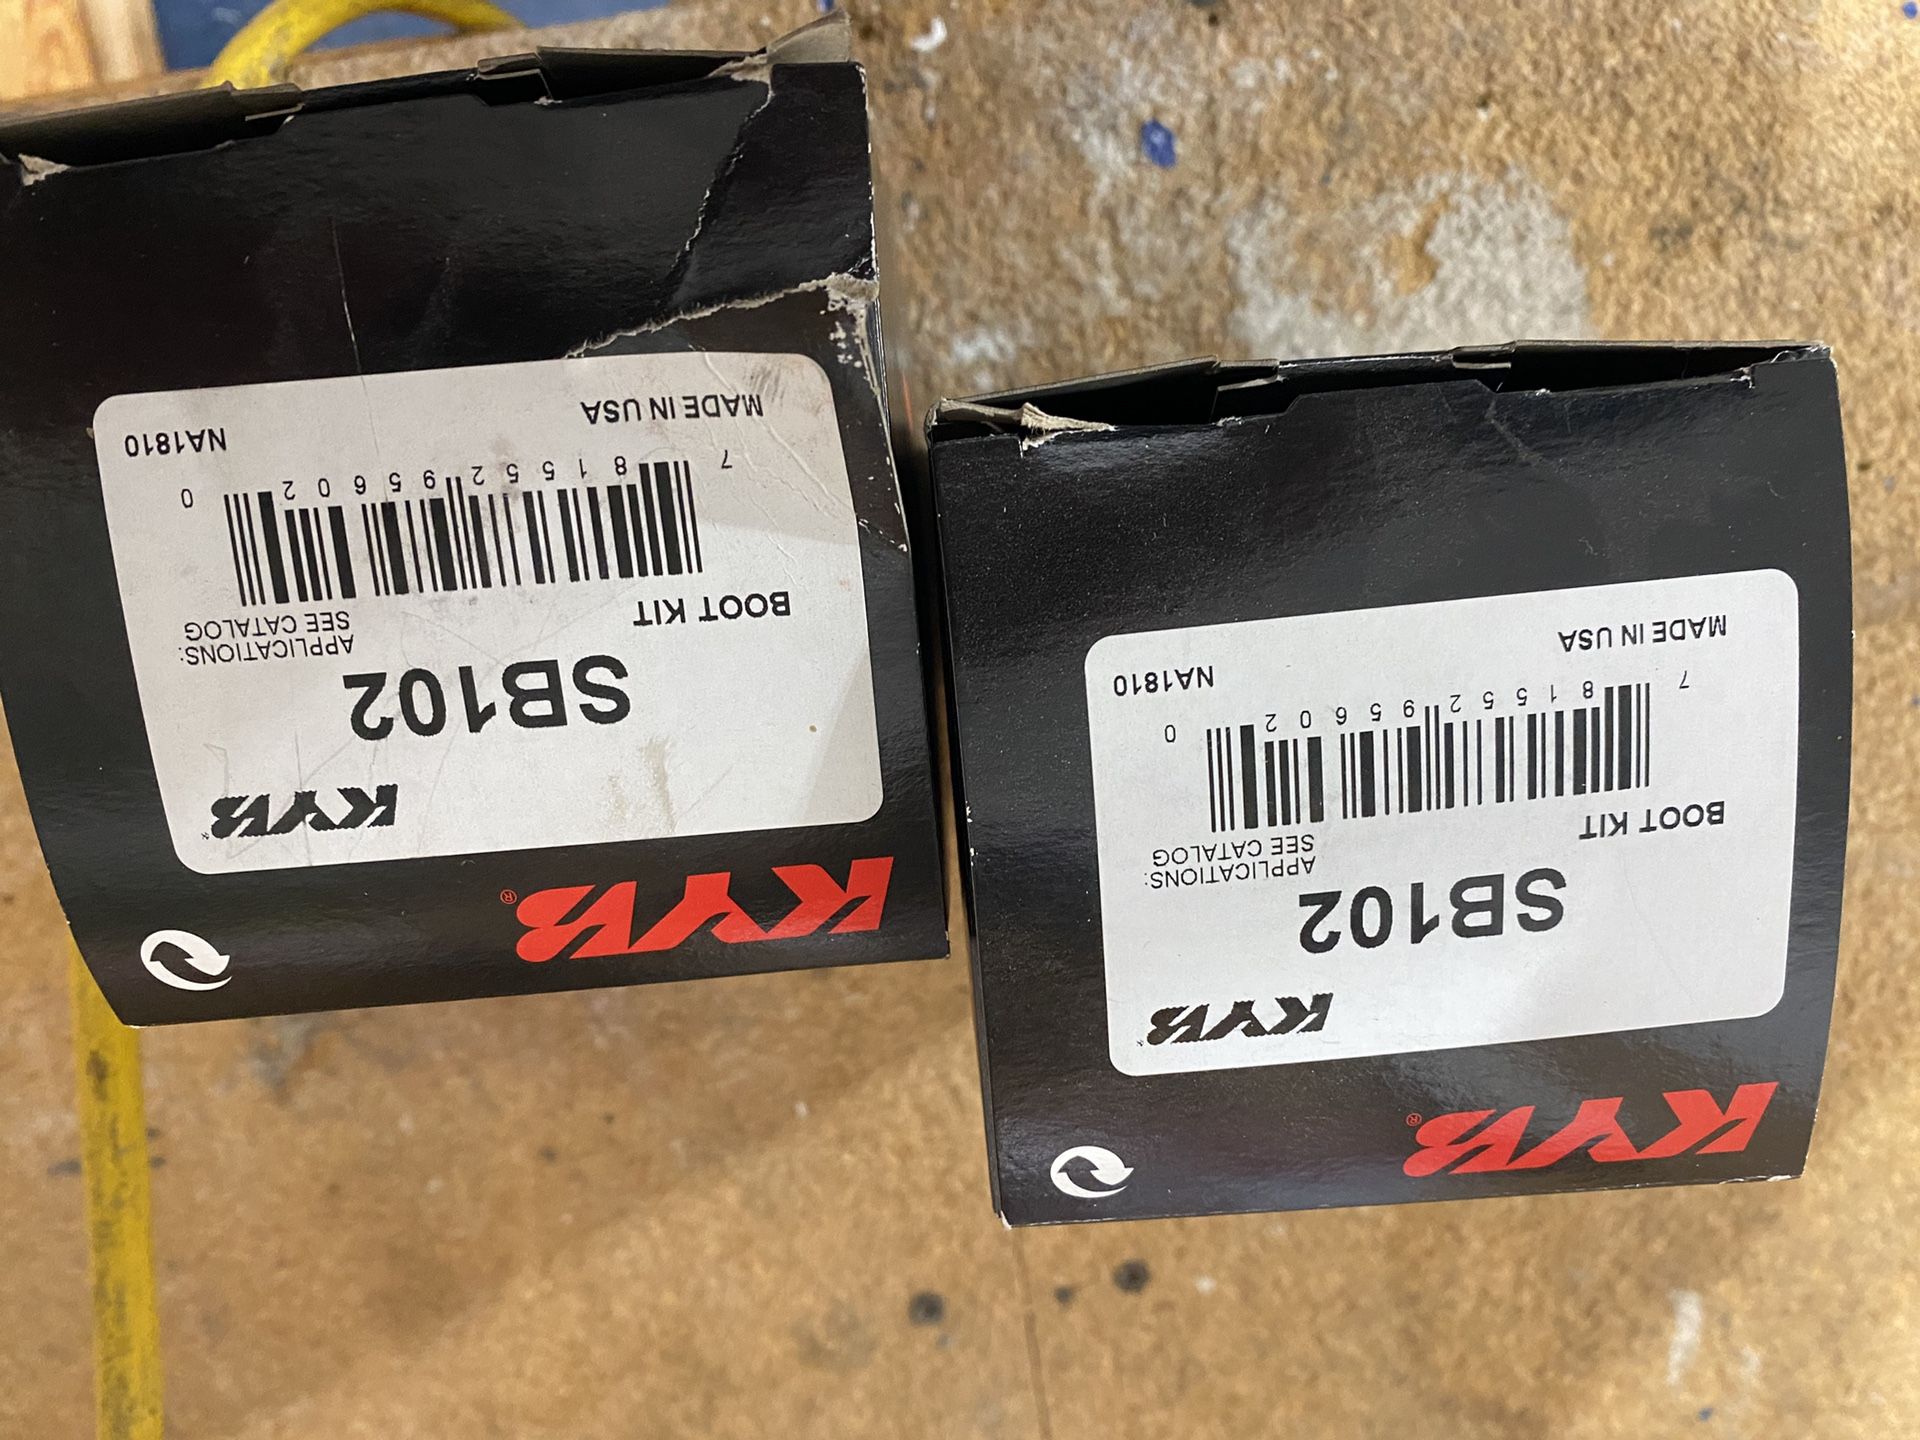 KYB®
KYB
SB102
BOOT KIT
APPLICATIONS:
SEE CATALOG
7 81552 95602 0
MADE IN USA
NA1810
KYB®
KYB
SB102
BOOT KIT
APPLICATIONS:
SEE CATALOG
7 81552 95602 0
MADE IN USA
NA1810